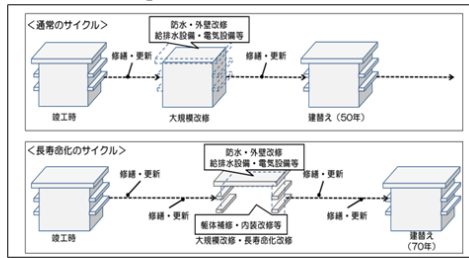 ＜通常のサイクル＞
防水・外壁改修
給排水設備・電気設備等
修繕・更新
修繕・更新
竣工時
大規模改修
建替え（50年）
＜長寿命化のサイクル＞
防水・外壁改修
給排水設備・電気設備等
修繕・更新
修繕・更新
修繕・更新
修繕・更新
躯体補修・内装改修等
竣工時
大規模改修・長寿命化改修
建替え
（70年）